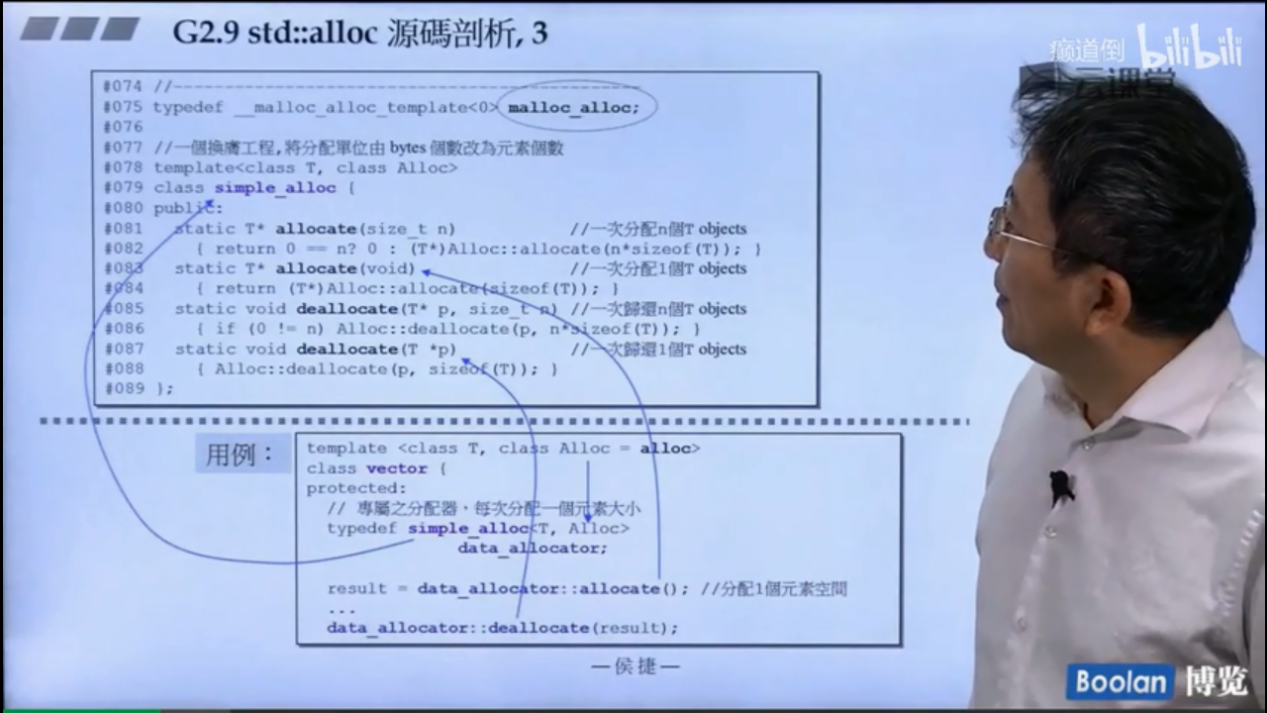 G2.9 std::alloc 源碼剖析, 3
癲道倒 bilibili
云课堂
#074 //--------------------------------------------
#075 typedef __malloc_alloc_template<0> malloc_alloc;
#076
#077 //一個換膚工程,將分配單位由 bytes 個數改為元素個數
#078 template<class T, class Alloc>
#079 class simple_alloc {
#080 public:
#081 static T* allocate(size_t n) //一次分配n個T objects
#082 { return 0 == n? 0 : (T*)Alloc::allocate(n*sizeof(T)); }
#083 static T* allocate(void) //一次分配1個T objects
#084 { return (T*)Alloc::allocate(sizeof(T)); }
#085 static void deallocate(T* p, size_t n) //一次歸還n個T objects
#086 { if (0 != n) Alloc::deallocate(p, n*sizeof(T)); }
#087 static void deallocate(T *p) //一次歸還1個T objects
#088 { Alloc::deallocate(p, sizeof(T)); }
#089 };
用例：
template <class T, class Alloc = alloc>
class vector {
protected:
// 專屬之分配器，每次分配一個元素大小
typedef simple_alloc<T, Alloc>
data_allocator;
result = data_allocator::allocate(); //分配1個元素空間
...
data_allocator::deallocate(result);
—侯捷—
Boolan 博览